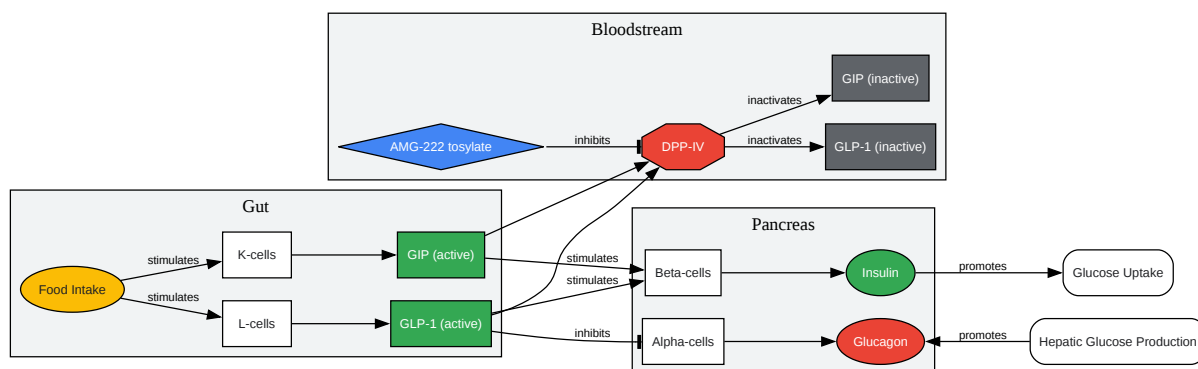 Bloodstream
GIP (inactive)
inactivates
AMG-222 tosylate
inhibits
DPP-IV
inactivates
GLP-1 (inactive)
Gut
Pancreas
Food Intake
stimulates
stimulates
K-cells
L-cells
GIP (active)
GLP-1 (active)
stimulates
stimulates
inhibits
Beta-cells
Alpha-cells
Insulin
Glucagon
promotes
promotes
Glucose Uptake
Hepatic Glucose Production